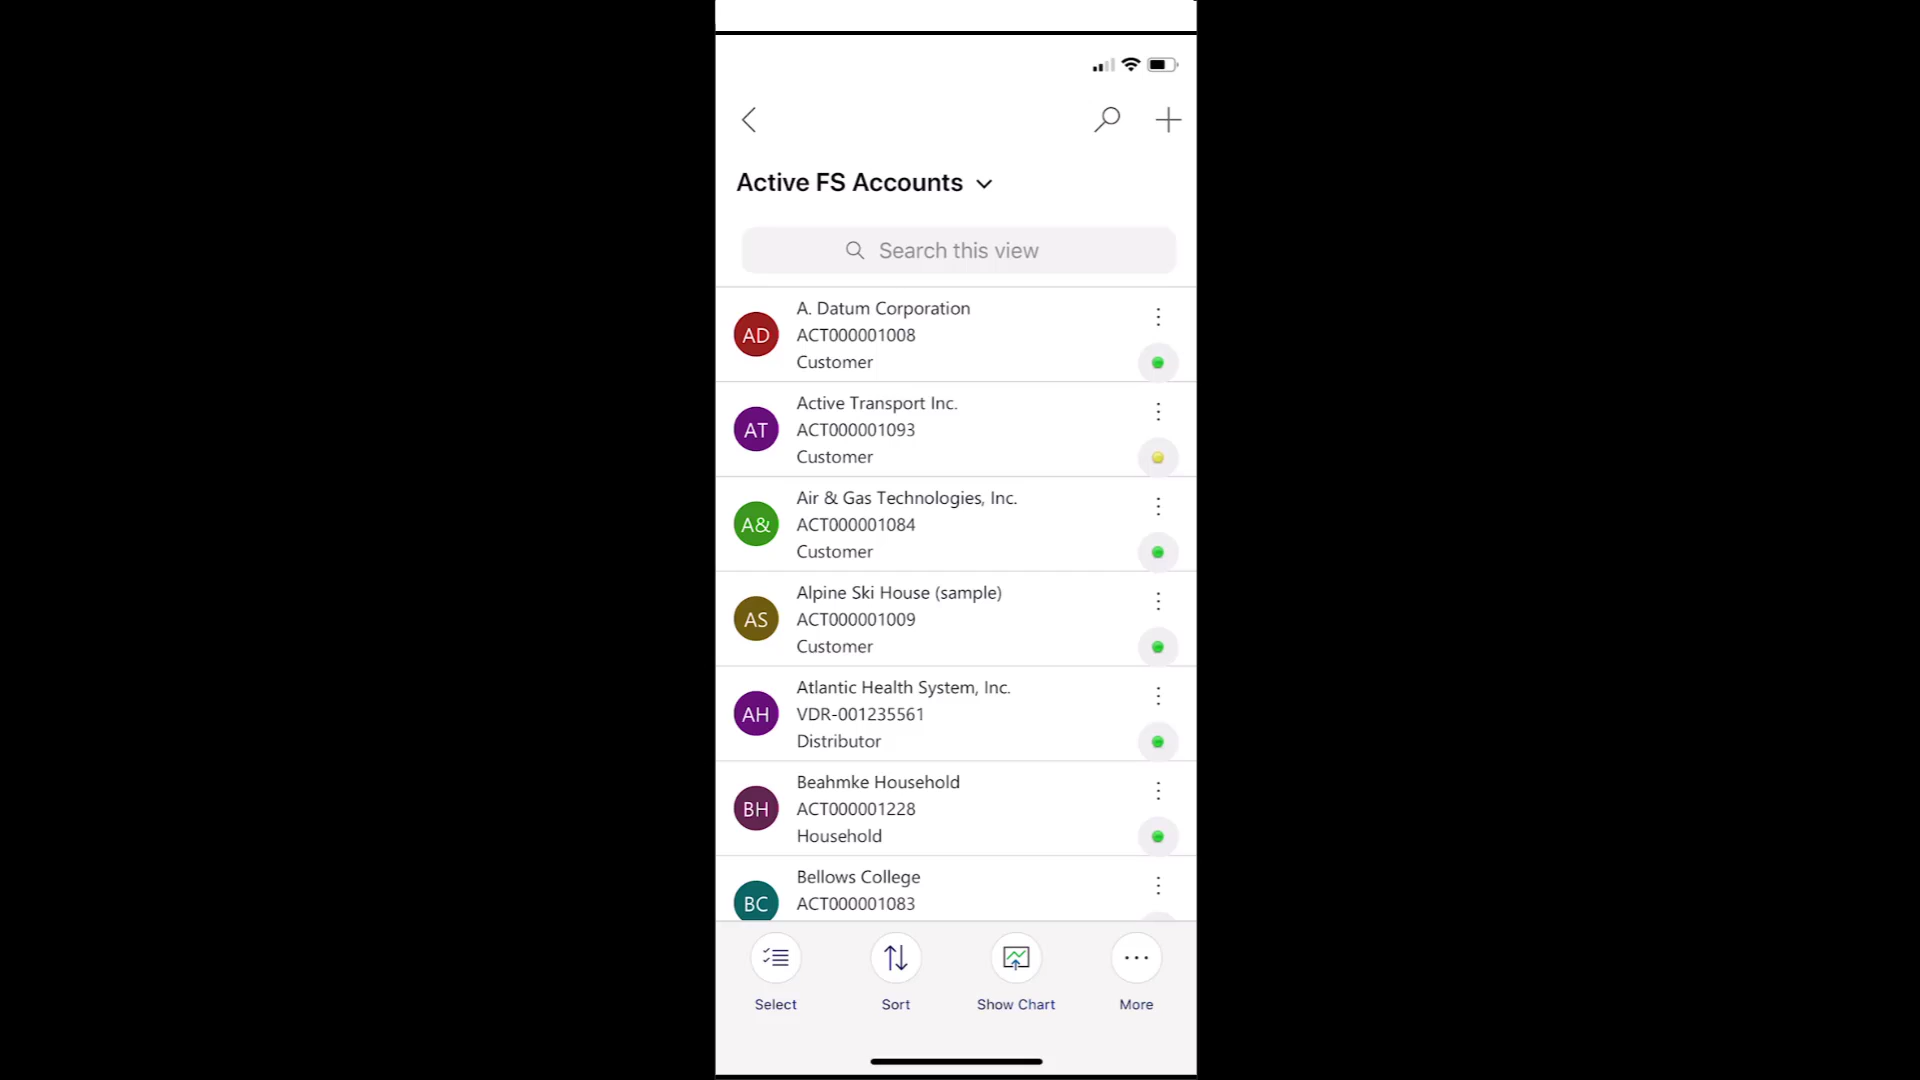 Active FS Accounts
Search this view
AD
A. Datum Corporation
ACT000001008
Customer
AT
Active Transport Inc.
ACT000001093
Customer
A&
Air & Gas Technologies, Inc.
ACT000001084
Customer
AS
Alpine Ski House (sample)
ACT000001009
Customer
AH
Atlantic Health System, Inc.
VDR-001235561
Distributor
BH
Beahmke Household
ACT000001228
Household
BC
Bellows College
ACT000001083
Select
Sort
Show Chart
More